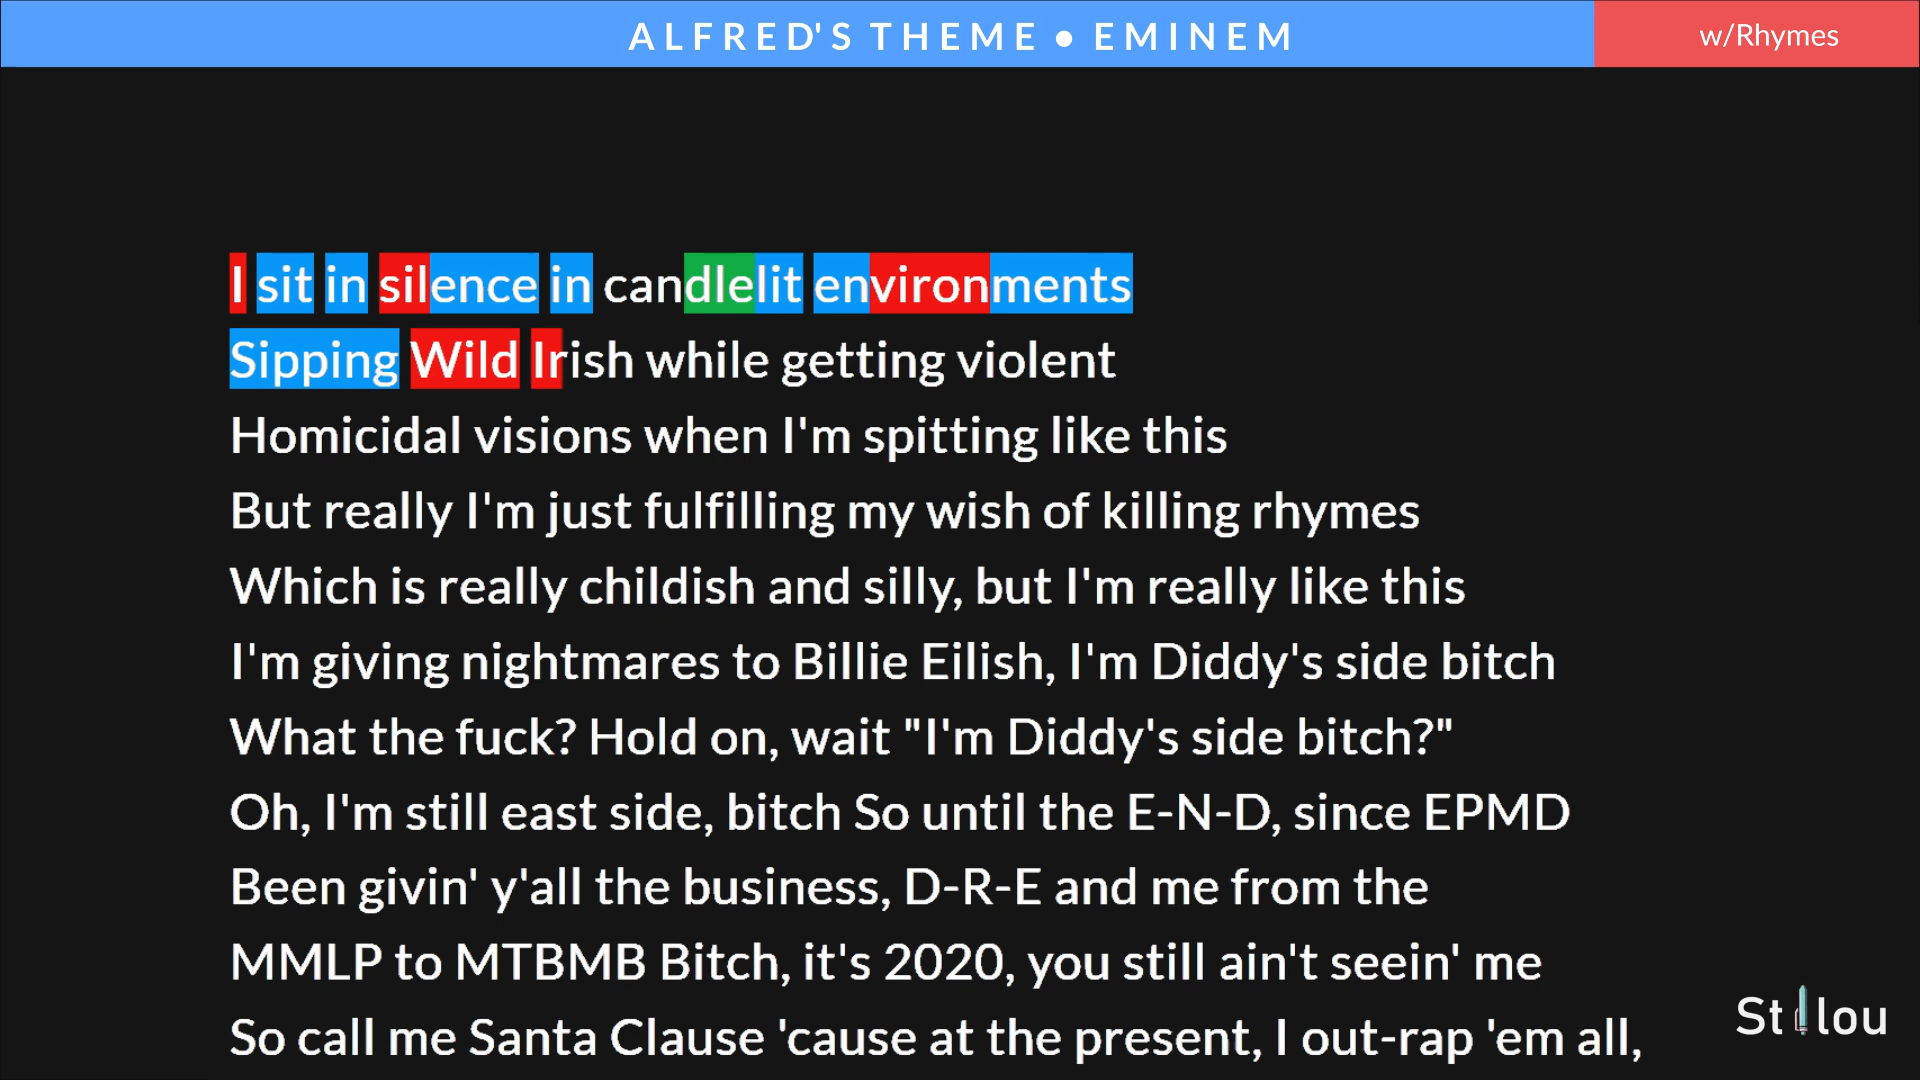 ALFRED'S THEME ● EMINEM
w/Rhymes
I sit in silence in candlelit environments
Sipping Wild Irish while getting violent
Homicidal visions when I'm spitting like this
But really I'm just fulfilling my wish of killing rhymes
Which is really childish and silly, but I'm really like this
I'm giving nightmares to Billie Eilish, I'm Diddy's side bitch
What the fuck? Hold on, wait "I'm Diddy's side bitch?"
Oh, I'm still east side, bitch So until the E-N-D, since EPMD
Been givin' y'all the business, D-R-E and me from the
MMLP to MTBMB Bitch, it's 2020, you still ain't seein' me
So call me Santa Clause 'cause at the present, I out-rap 'em all,
Stilou